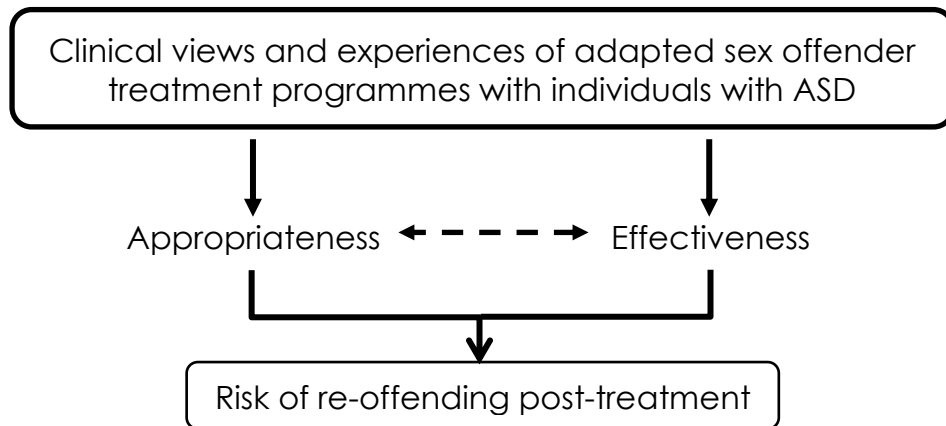 Clinical views and experiences of adapted sex offender
treatment programmes with individuals with ASD
Appropriateness
Effectiveness
Risk of re-offending post-treatment